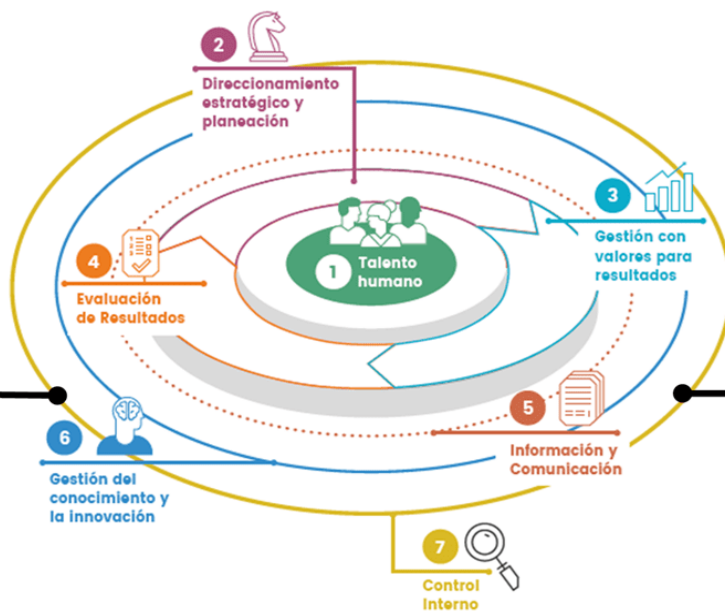 2
Direccionamiento
estratégico y
planeación
3
Gestión con
valores para
resultados
1
Talento
humano
4
Evaluación
de Resultados
5
Información y
Comunicación
6
Gestión del
conocimiento y
la innovación
7
Control
Interno